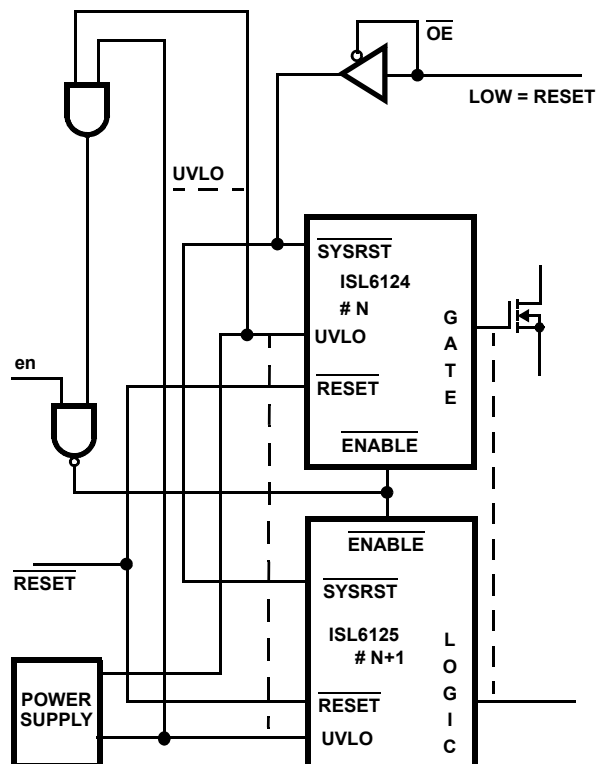 OE
LOW = RESET
UVLO
SYSRST
ISL6124
# N
UVLO
G
A
T
E
en
RESET
ENABLE
ENABLE
RESET
SYSRST
ISL6125
# N+1
L
O
G
I
C
POWER
SUPPLY
RESET
UVLO